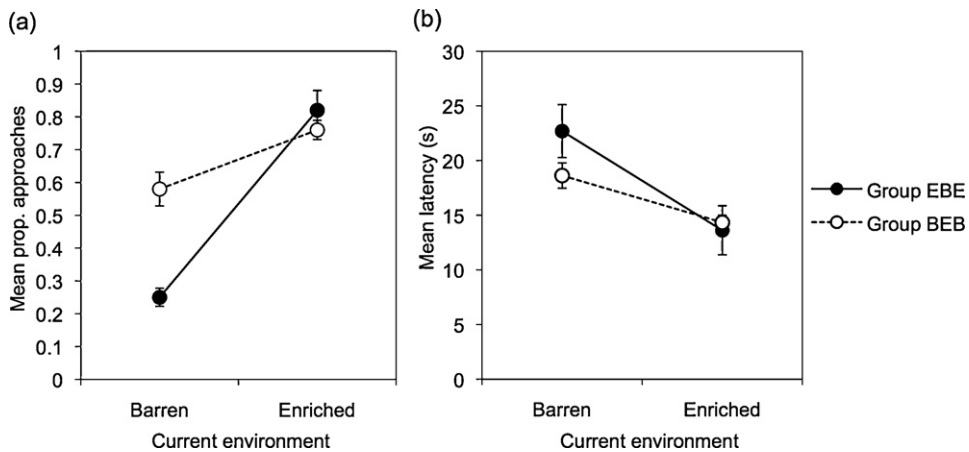 (a)
Mean prop. approaches
1
0.9
0.8
0.7
0.6
0.5
0.4
0.3
0.2
0.1
0
Barren Enriched
Current environment
(b)
Mean latency (s)
30
25
20
15
10
5
0
Barren Enriched
Current environment
Group EBE
Group BEB